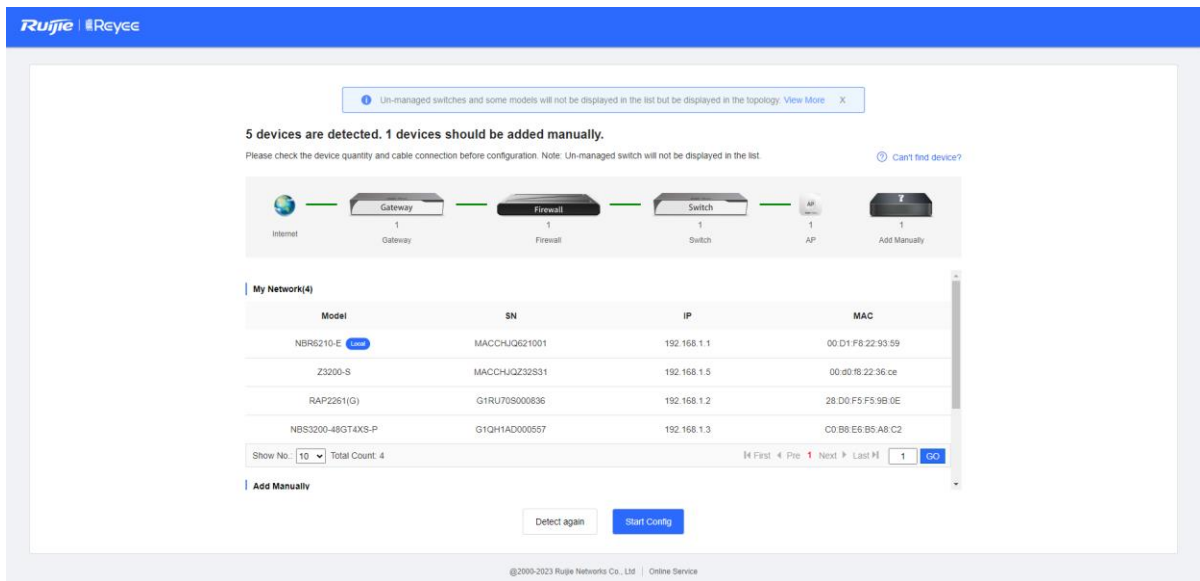 Ruijie | Reyee
Un-managed switches and some models will not be displayed in the list but be displayed in the topology. View More X
5 devices are detected. 1 devices should be added manually.
Please check the device quantity and cable connection before configuration. Note: Un-managed switch will not be displayed in the list.
Can't find device?
Gateway Firewall Switch AP ?
1 1 1 1 1
Internet Gateway Firewall Switch AP Add Manually
My Network(4)
Model SN IP MAC
NBR6210-E Local MACCHJQ621001 192.168.1.1 00:D1:F8:22:93:59
Z3200-S MACCHJQZ32S31 192.168.1.5 00:d0:f8:22:36:ce
RAP2261(G) G1RU70S000836 192.168.1.2 28:D0:F5:F5:9B:0E
NBS3200-48GT4XS-P G1QH1AD000557 192.168.1.3 C0:B8:E6:B5:A8:C2
Show No.: 10 Total Count: 4 First Pre 1 Next Last 1 GO
Add Manually
Detect again Start Config
@2000-2023 Ruijie Networks Co., Ltd | Online Service